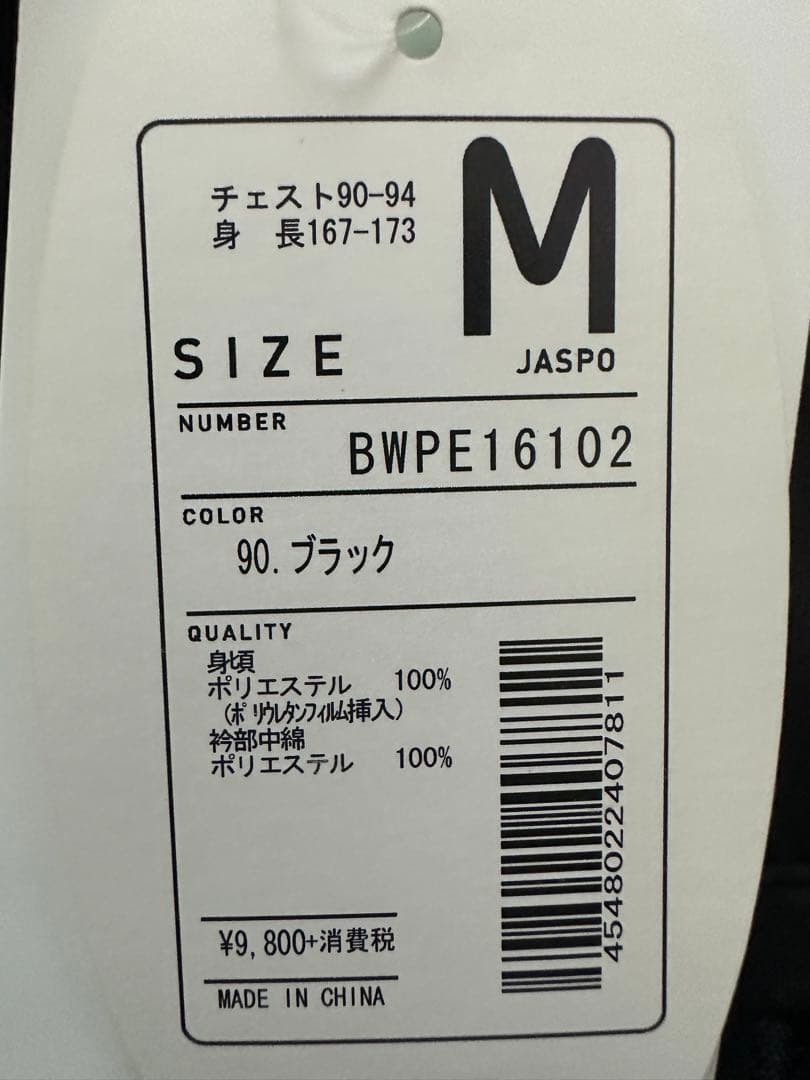 チェスト90-94
身　長167-173
M
SIZE
JASPO
NUMBER
BWPE16102
COLOR
90.ブラック
QUALITY
身頃
ポリエステル 100%
(ﾎﾟﾘｳﾚﾀﾝﾌｨﾙﾑ挿入)
衿部中綿
ポリエステル 100%
4548022407811
¥9,800+消費税
MADE IN CHINA